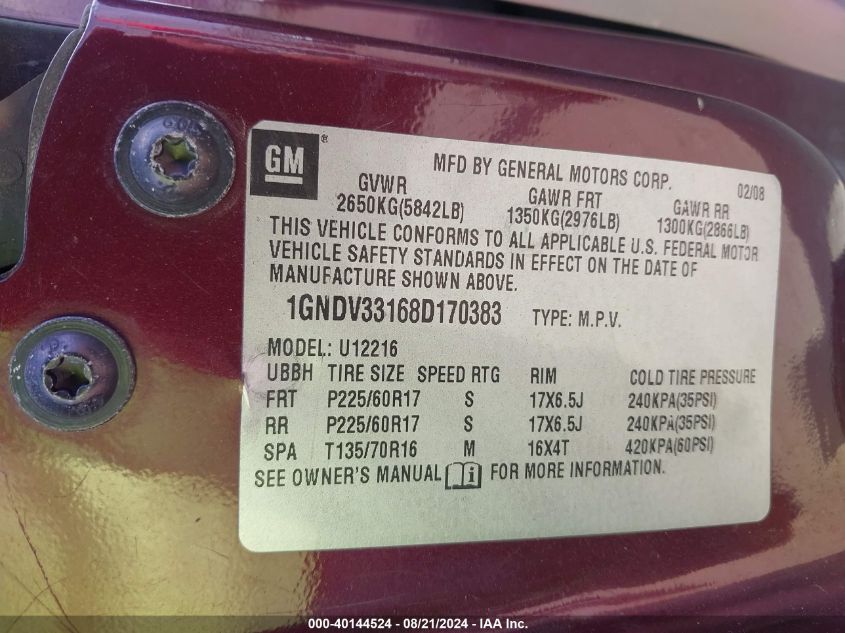 GM ®
MFD BY GENERAL MOTORS CORP. 02/08
GVWR GAWR FRT GAWR RR
2650KG(5842LB) 1350KG(2976LB) 1300KG(2866LB)
THIS VEHICLE CONFORMS TO ALL APPLICABLE U.S. FEDERAL MOTOR
VEHICLE SAFETY STANDARDS IN EFFECT ON THE DATE OF
MANUFACTURE SHOWN ABOVE.
1GNDV33168D170383 TYPE: M.P.V.
MODEL: U12216
UBBH TIRE SIZE SPEED RTG RIM COLD TIRE PRESSURE
FRT P225/60R17 S 17X6.5J 240KPA(35PSI)
RR P225/60R17 S 17X6.5J 240KPA(35PSI)
SPA T135/70R16 M 16X4T 420KPA(60PSI)
SEE OWNER'S MANUAL i FOR MORE INFORMATION.
000-40144524 - 08/21/2024 - IAA Inc.